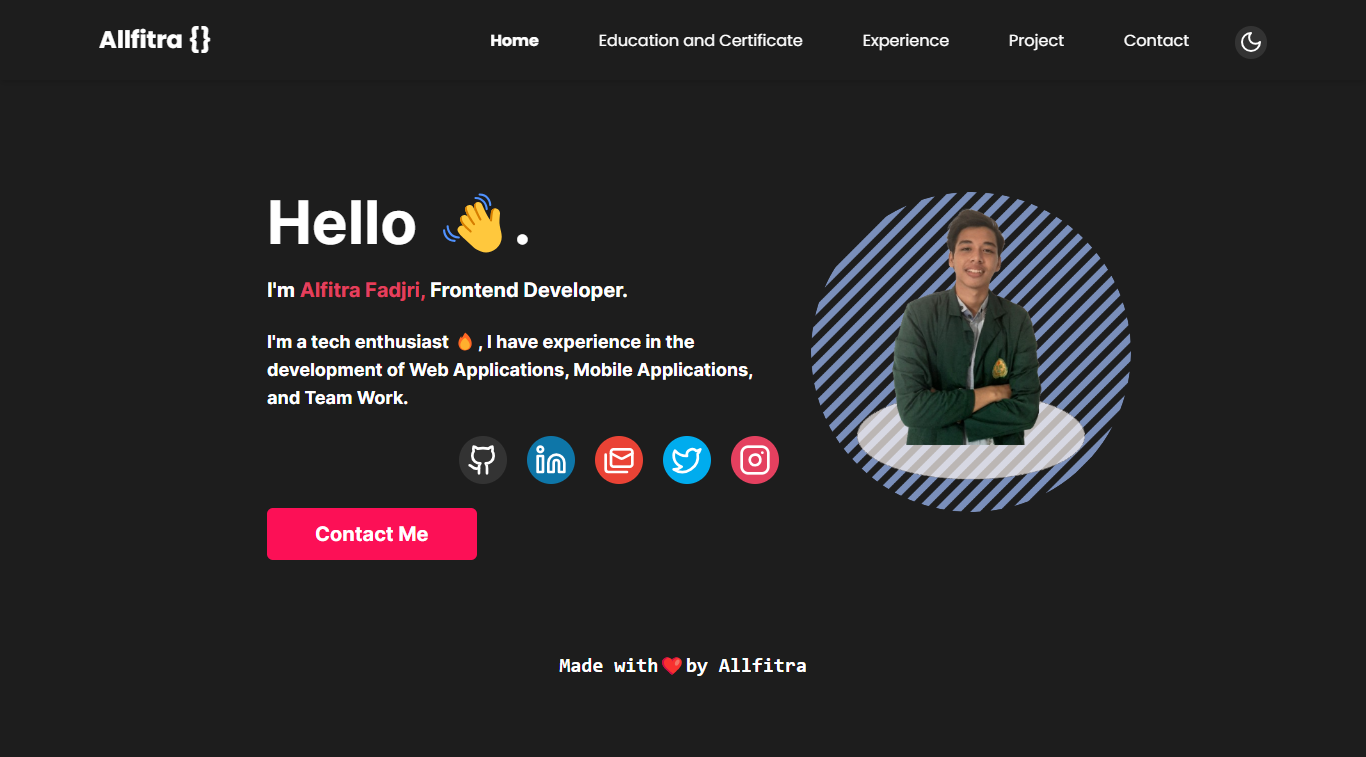 Allfitra {}
Home
Education and Certificate
Experience
Project
Contact
Hello 👋.
I'm Alfitra Fadjri, Frontend Developer.
I'm a tech enthusiast 🔥 , I have experience in the
development of Web Applications, Mobile Applications,
and Team Work.
Contact Me
Made with❤️by Allfitra